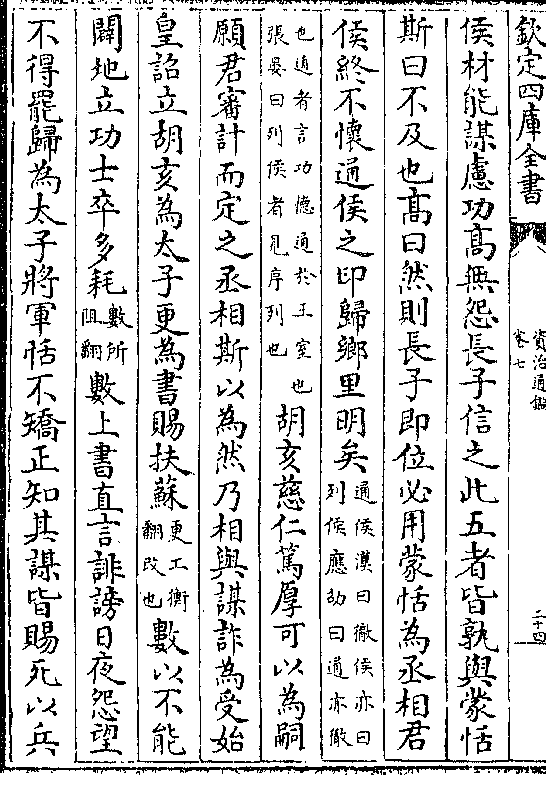 欽定四庫全書
資治通鑑
卷七
二十四
侯材能謀慮功髙無怨長子信之此五者皆孰與蒙恬
斯曰不及也髙曰然則長子即位必用蒙恬為丞相君
侯終不懷通侯之印歸鄉里明矣通侯漢曰徹侯亦曰
列侯應劭曰通亦徹
也通者言功德通於王室也
張晏曰列侯者見序列也
胡亥慈仁篤厚可以為嗣
願君審計而定之丞相斯以為然乃相與謀詐為受始
皇詔立胡亥為太子更為書賜扶蘇更工衡
翻改也
數以不能
闢地立功士卒多耗數所
阻翻
數上書直言誹謗日夜怨望
不得罷歸為太子將軍恬不矯正知其謀皆賜死以兵